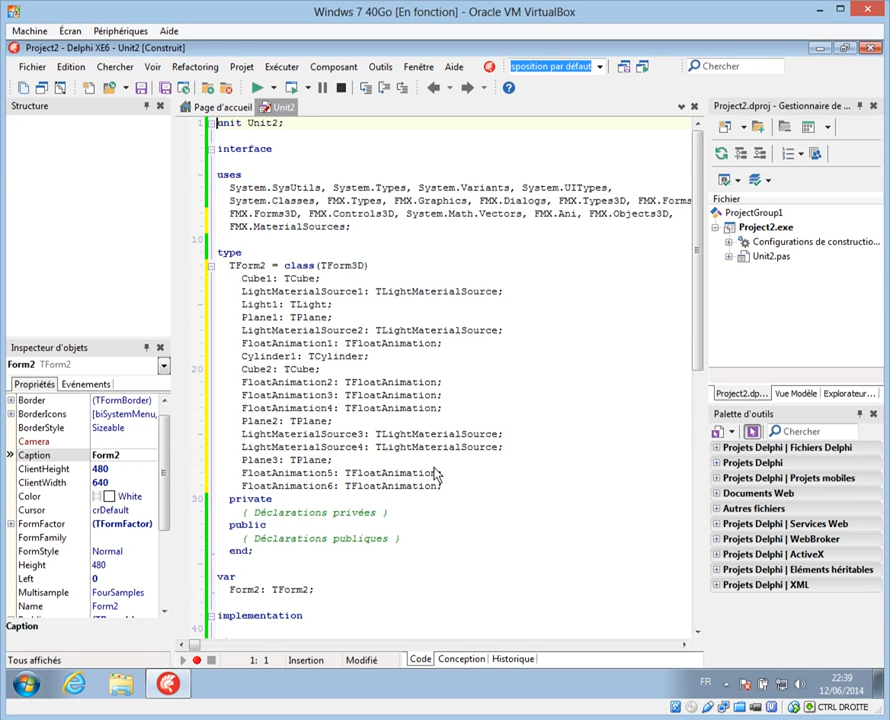 Windws 7 40Go [En fonction] - Oracle VM VirtualBox
Machine Écran Périphériques Aide
Project2 - Delphi XE6 - Unit2 [Construit]
Fichier Edition Chercher Voir Refactoring Projet Exécuter Composant Outils Fenêtre Aide sposition par défaut Chercher
Structure
Page d'accueil Unit2
Project2.dproj - Gestionnaire de ...
1 unit Unit2;
interface
uses
System.SysUtils, System.Types, System.Variants, System.UITypes,
System.Classes, FMX.Types, FMX.Graphics, FMX.Dialogs, FMX.Types3D, FMX.Forms
FMX.Forms3D, FMX.Controls3D, System.Math.Vectors, FMX.Ani, FMX.Objects3D,
FMX.MaterialSources;
10
type
TForm2 = class(TForm3D)
Cube1: TCube;
LightMaterialSource1: TLightMaterialSource;
Light1: TLight;
Plane1: TPlane;
LightMaterialSource2: TLightMaterialSource;
FloatAnimation1: TFloatAnimation;
Cylinder1: TCylinder;
20 Cube2: TCube;
FloatAnimation2: TFloatAnimation;
FloatAnimation3: TFloatAnimation;
FloatAnimation4: TFloatAnimation;
Plane2: TPlane;
LightMaterialSource3: TLightMaterialSource;
LightMaterialSource4: TLightMaterialSource;
Plane3: TPlane;
FloatAnimation5: TFloatAnimation
FloatAnimation6: TFloatAnimation;
30 private
{ Déclarations privées }
public
{ Déclarations publiques }
end;
var
Form2: TForm2;
implementation
40
Fichier
ProjectGroup1
Project2.exe
Configurations de constructio...
Unit2.pas
Project2.dp... Vue Modèle Explorateur...
Palette d'outils
Chercher
Projets Delphi | Fichiers Delphi
Projets Delphi
Projets Delphi | Projets mobiles
Documents Web
Autres fichiers
Projets Delphi | Services Web
Projets Delphi | WebBroker
Projets Delphi | ActiveX
Projets Delphi | Eléments héritables
Projets Delphi | XML
Inspecteur d'objets
Form2 TForm2
Propriétés Evénements
Border (TFormBorder)
BorderIcons [biSystemMenu,
BorderStyle Sizeable
Camera
Caption Form2
ClientHeight 480
ClientWidth 640
Color White
Cursor crDefault
FormFactor (TFormFactor)
FormFamily
FormStyle Normal
Height 480
Left 0
Multisample FourSamples
Name Form2
Caption
Tous affichés
1: 1 Insertion Modifié Code Conception Historique
FR 22:39
12/06/2014
CTRL DROITE